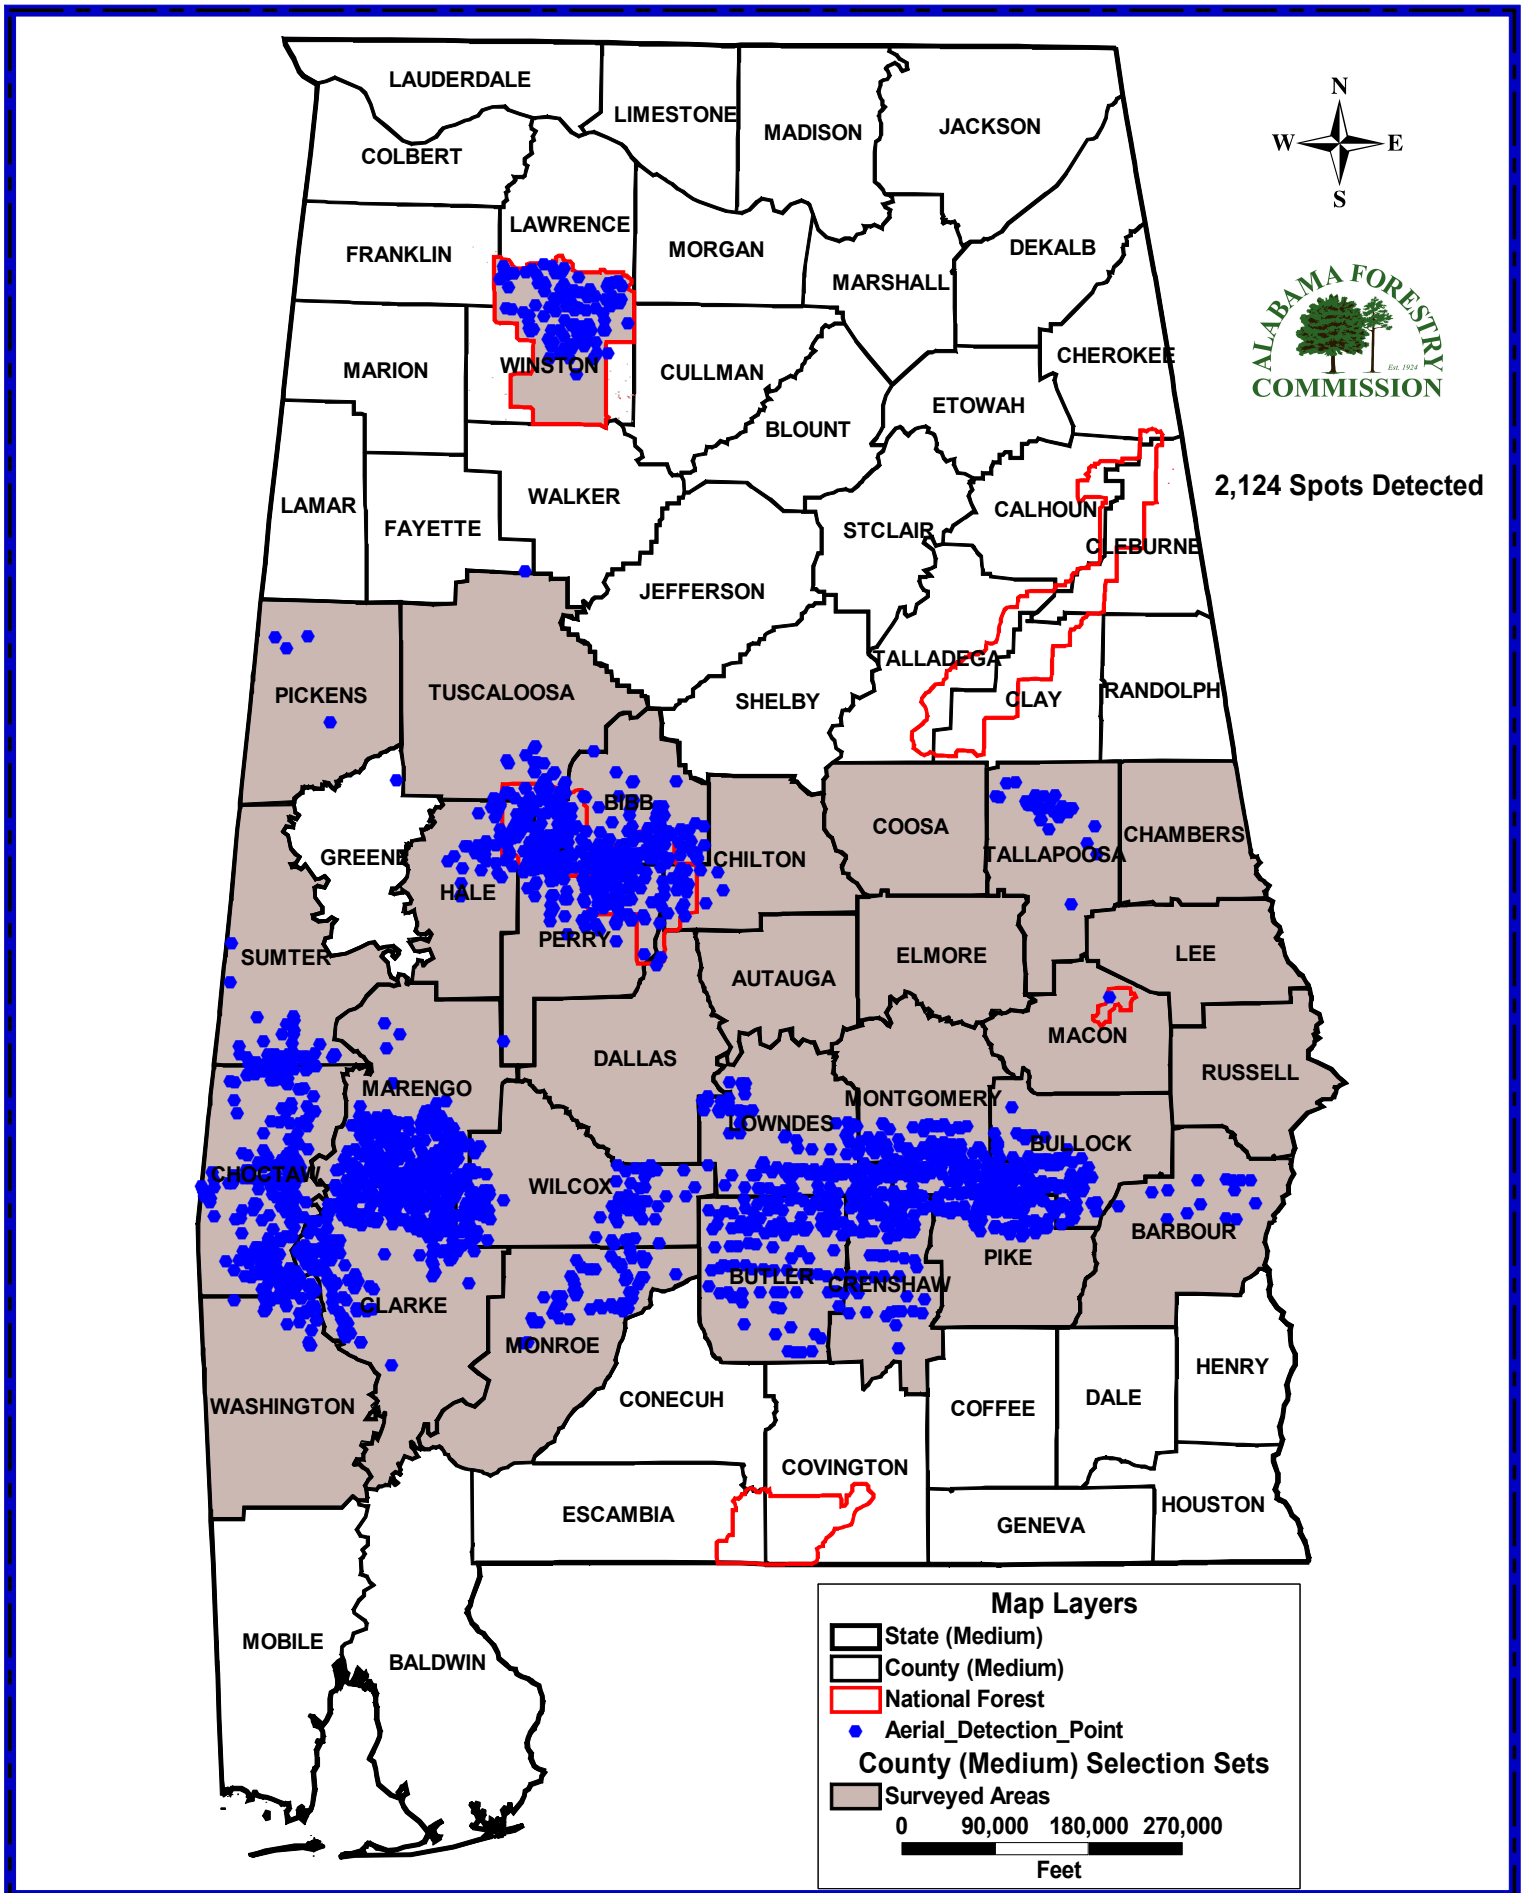 LAUDERDALE
LIMESTONE
MADISON
JACKSON
N
W E
S
COLBERT
LAWRENCE
FRANKLIN
MORGAN
DEKALB
MARSHALL
ALABAMA FORESTRY
Est. 1924
COMMISSION
MARION
WINSTON
CULLMAN
CHEROKEE
ETOWAH
BLOUNT
2,124 Spots Detected
LAMAR
FAYETTE
WALKER
STCLAIR
CALHOUN
CLEBURNE
JEFFERSON
TALLADEGA
PICKENS
TUSCALOOSA
SHELBY
CLAY
RANDOLPH
BIBB
COOSA
CHAMBERS
GREENE
CHILTON
TALLAPOOSA
HALE
PERRY
SUMTER
ELMORE
LEE
AUTAUGA
MACON
DALLAS
RUSSELL
MARENGO
MONTGOMERY
LOWNDES
BULLOCK
CHOCTAW
WILCOX
BARBOUR
PIKE
BUTLER
CRENSHAW
CLARKE
MONROE
HENRY
WASHINGTON
CONECUH
COFFEE
DALE
COVINGTON
ESCAMBIA
GENEVA
HOUSTON
MOBILE
BALDWIN
Map Layers
State (Medium)
County (Medium)
National Forest
Aerial_Detection_Point
County (Medium) Selection Sets
Surveyed Areas
0 90,000 180,000 270,000
Feet